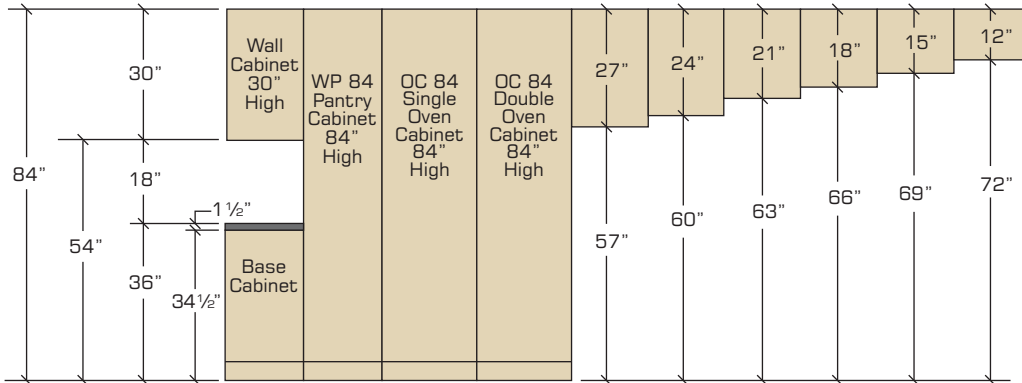 84”
30”
18”
54”
36”
1 ½”
34 ½”
Wall
Cabinet
30”
High
Base
Cabinet
WP 84
Pantry
Cabinet
84”
High
OC 84
Single
Oven
Cabinet
84”
High
OC 84
Double
Oven
Cabinet
84”
High
27”
24”
21”
18”
15”
12”
57”
60”
63”
66”
69”
72”